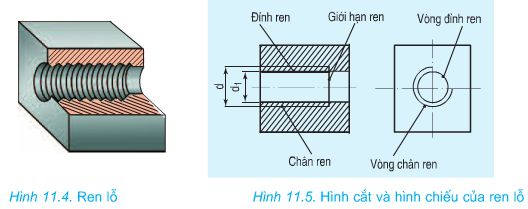 Đỉnh ren
Giới hạn ren
Vòng đỉnh ren
d
d1
Chân ren
Vòng chân ren
Hình 11.4. Ren lỗ
Hình 11.5. Hình cắt và hình chiếu của ren lỗ